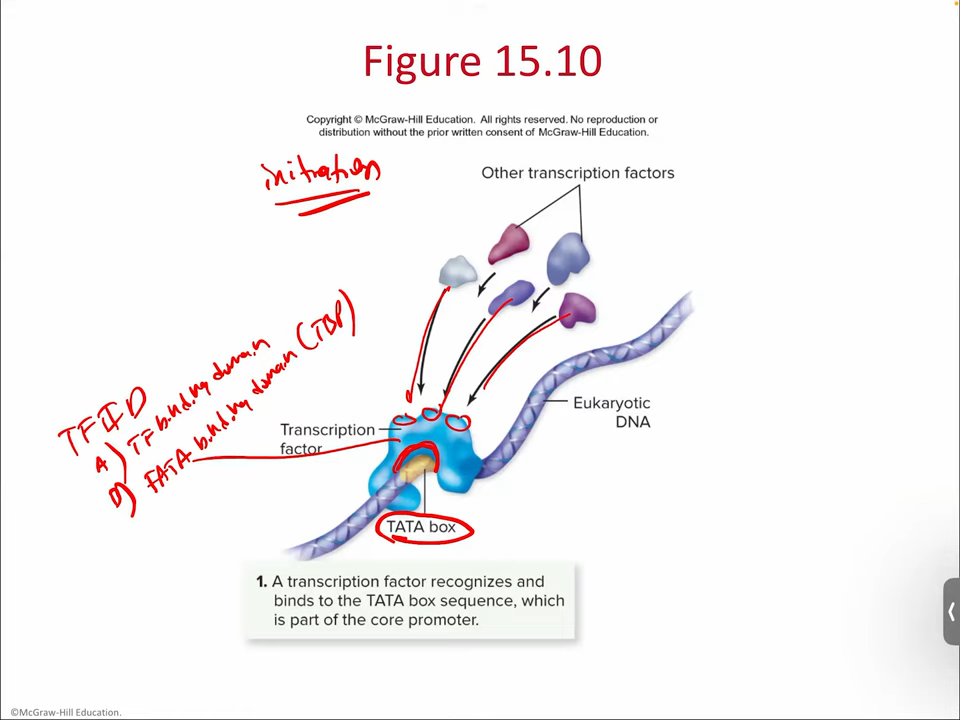 Figure 15.10
Copyright © McGraw-Hill Education. All rights reserved. No reproduction or
distribution without the prior written consent of McGraw-Hill Education.
initiation
Other transcription factors
TFIID
A) TF binding domain
B) TATA binding domain (TBP)
Eukaryotic
DNA
Transcription
factor
TATA box
1. A transcription factor recognizes and
binds to the TATA box sequence, which
is part of the core promoter.
©McGraw-Hill Education.